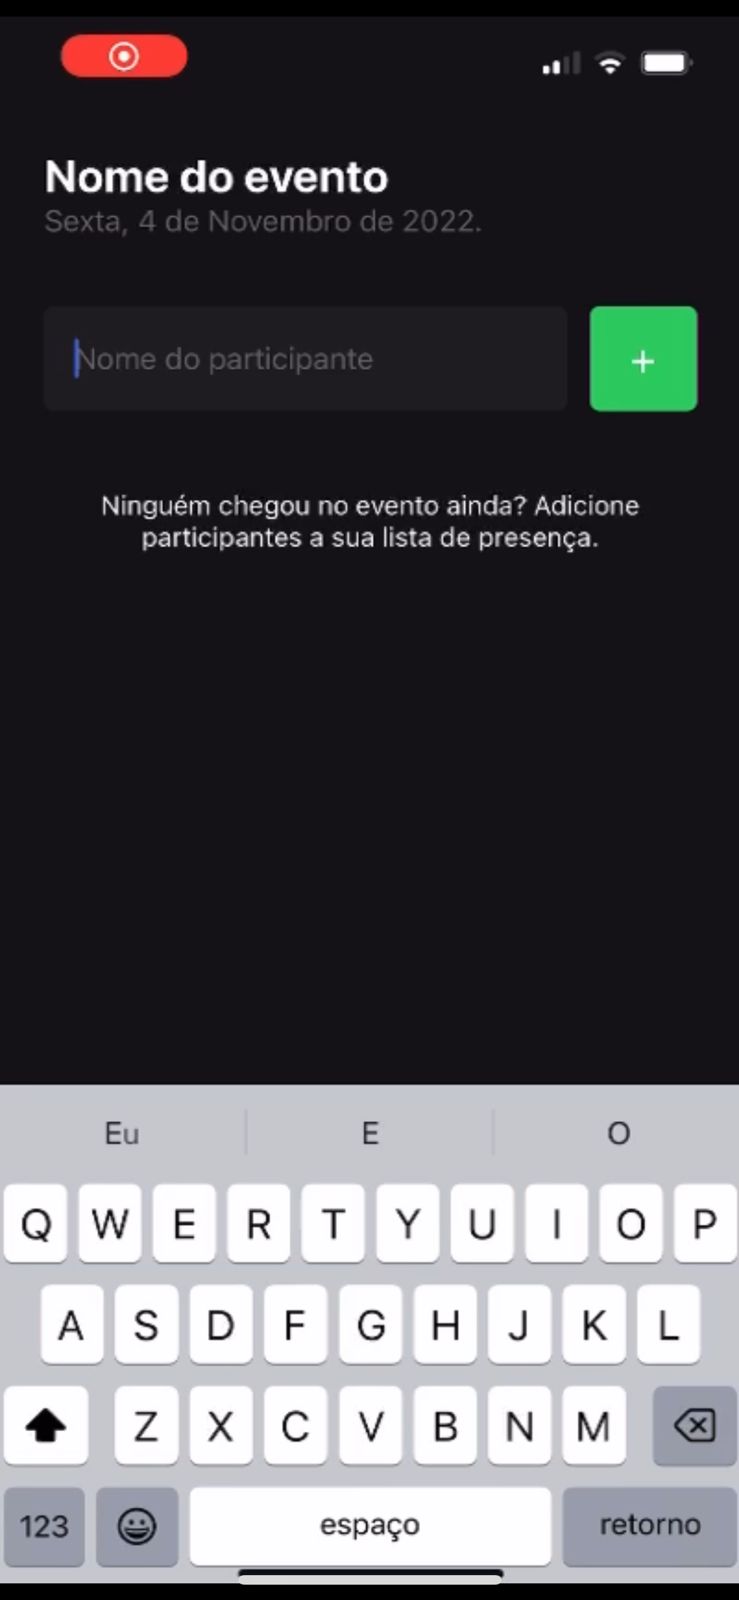 Nome do evento
Sexta, 4 de Novembro de 2022.
Nome do participante
+
Ninguém chegou no evento ainda? Adicione
participantes a sua lista de presença.
Eu E O
Q W E R T Y U I O P
A S D F G H J K L
Z X C V B N M
123 espaço retorno